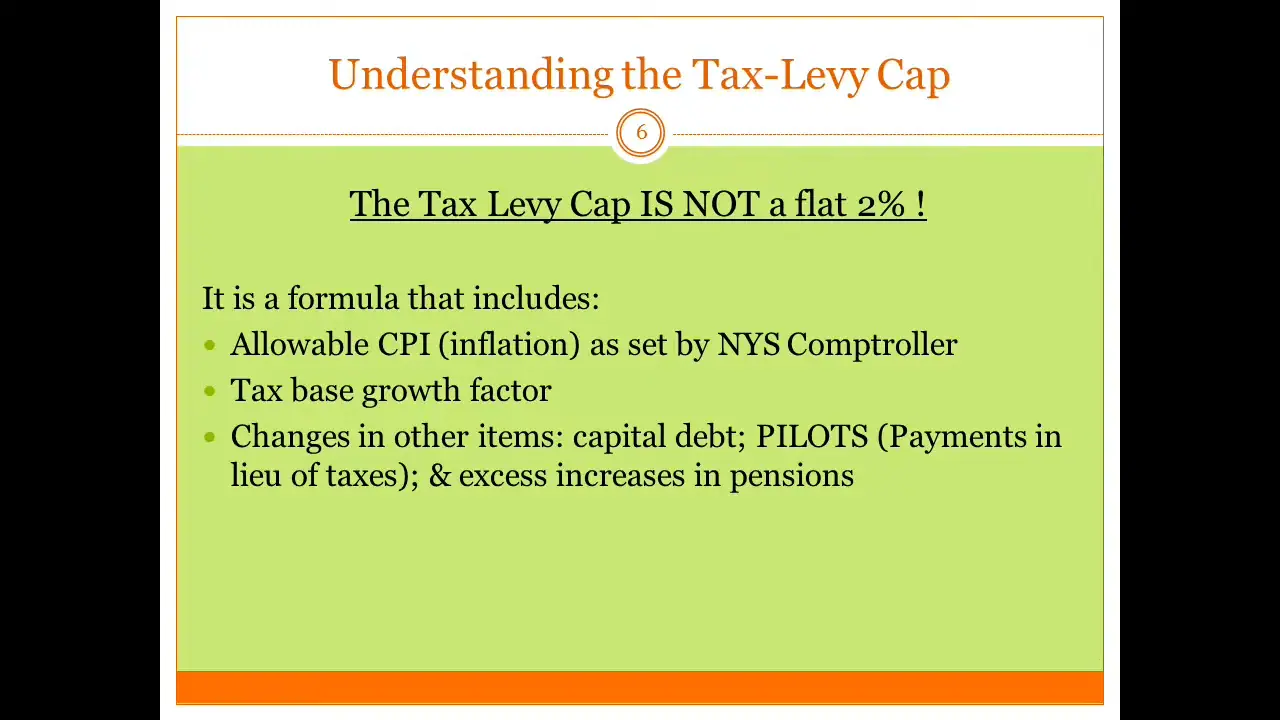 Understanding the Tax-Levy Cap
6
The Tax Levy Cap IS NOT a flat 2% !
It is a formula that includes:
• Allowable CPI (inflation) as set by NYS Comptroller
• Tax base growth factor
• Changes in other items: capital debt; PILOTS (Payments in
lieu of taxes); & excess increases in pensions